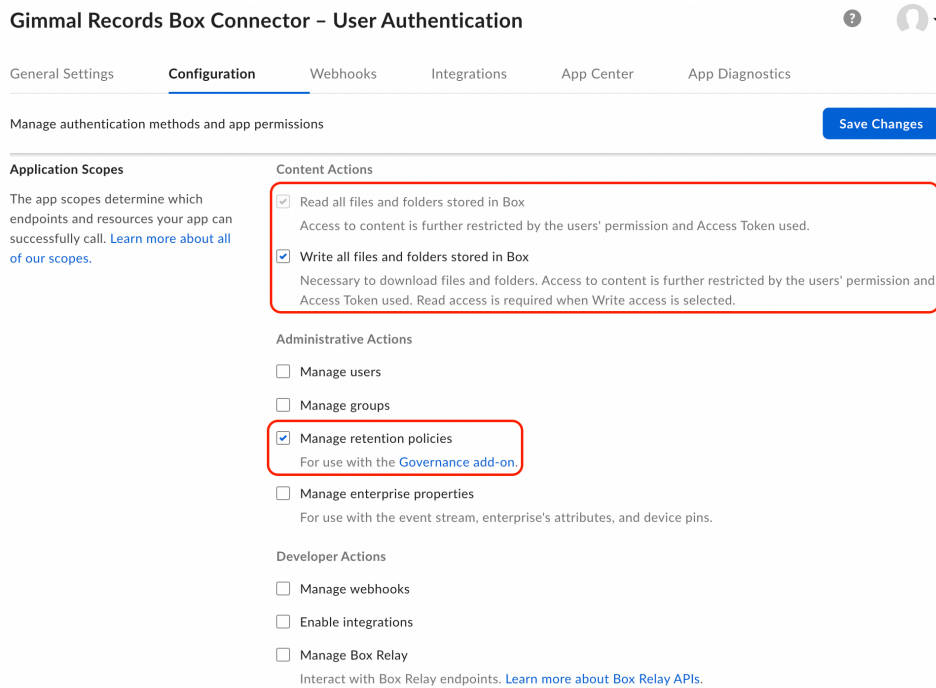 Gimmal Records Box Connector – User Authentication
?
General Settings
Configuration
Webhooks
Integrations
App Center
App Diagnostics
Manage authentication methods and app permissions
Save Changes
Application Scopes
The app scopes determine which
endpoints and resources your app can
successfully call. Learn more about all
of our scopes.
Content Actions
Read all files and folders stored in Box
Access to content is further restricted by the users' permission and Access Token used.
Write all files and folders stored in Box
Necessary to download files and folders. Access to content is further restricted by the users' permission and
Access Token used. Read access is required when Write access is selected.
Administrative Actions
Manage users
Manage groups
Manage retention policies
For use with the Governance add-on.
Manage enterprise properties
For use with the event stream, enterprise's attributes, and device pins.
Developer Actions
Manage webhooks
Enable integrations
Manage Box Relay
Interact with Box Relay endpoints. Learn more about Box Relay APIs.